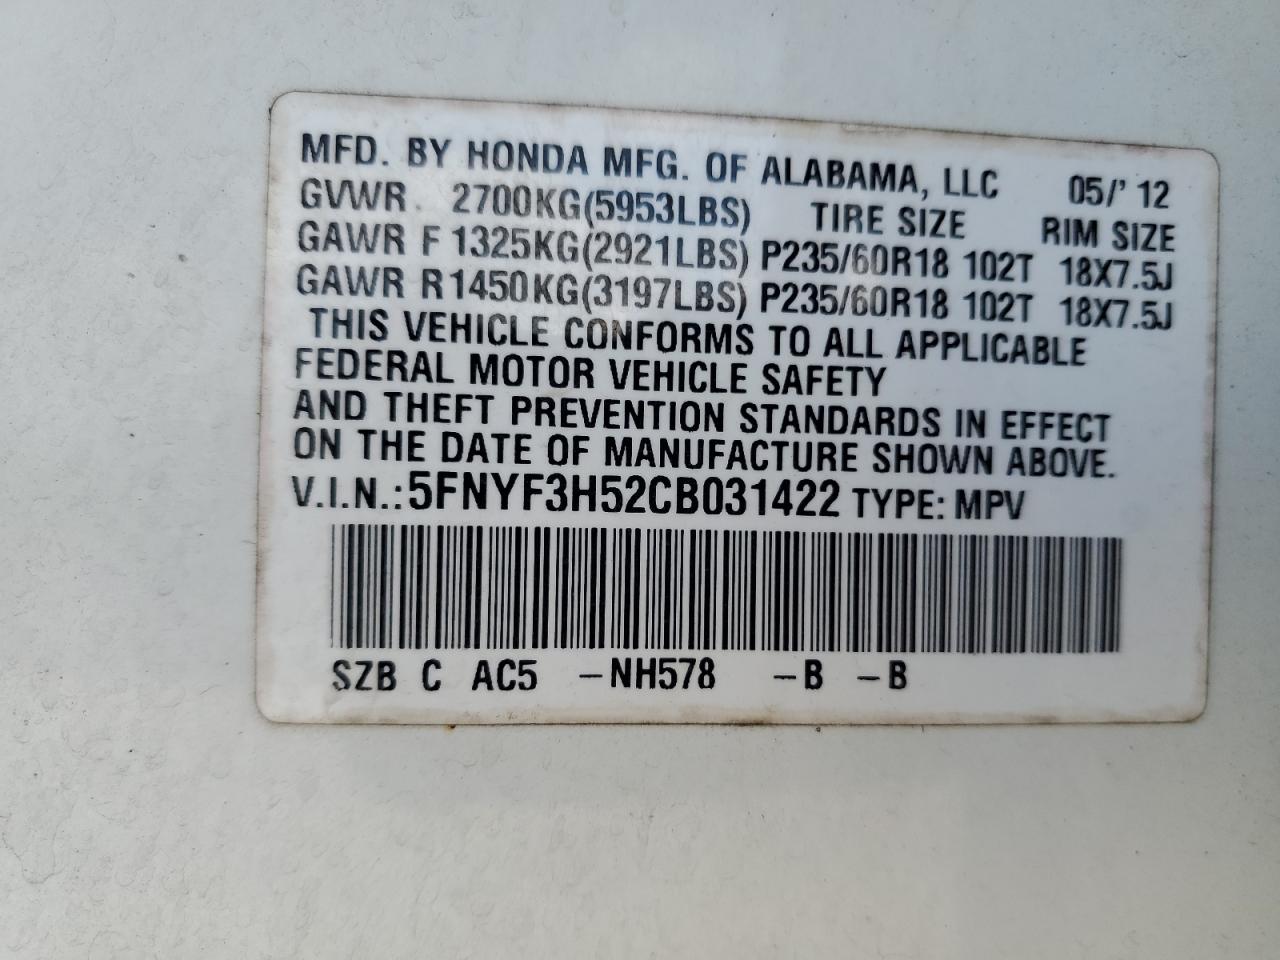 MFD. BY HONDA MFG. OF ALABAMA, LLC 05/' 12
GVWR. 2700KG(5953LBS) TIRE SIZE RIM SIZE
GAWR F 1325KG(2921LBS) P235/60R18 102T 18X7.5J
GAWR R1450KG(3197LBS) P235/60R18 102T 18X7.5J
THIS VEHICLE CONFORMS TO ALL APPLICABLE
FEDERAL MOTOR VEHICLE SAFETY
AND THEFT PREVENTION STANDARDS IN EFFECT
ON THE DATE OF MANUFACTURE SHOWN ABOVE.
V.I.N.:5FNYF3H52CB031422 TYPE: MPV
SZB C AC5 –NH578 –B –B